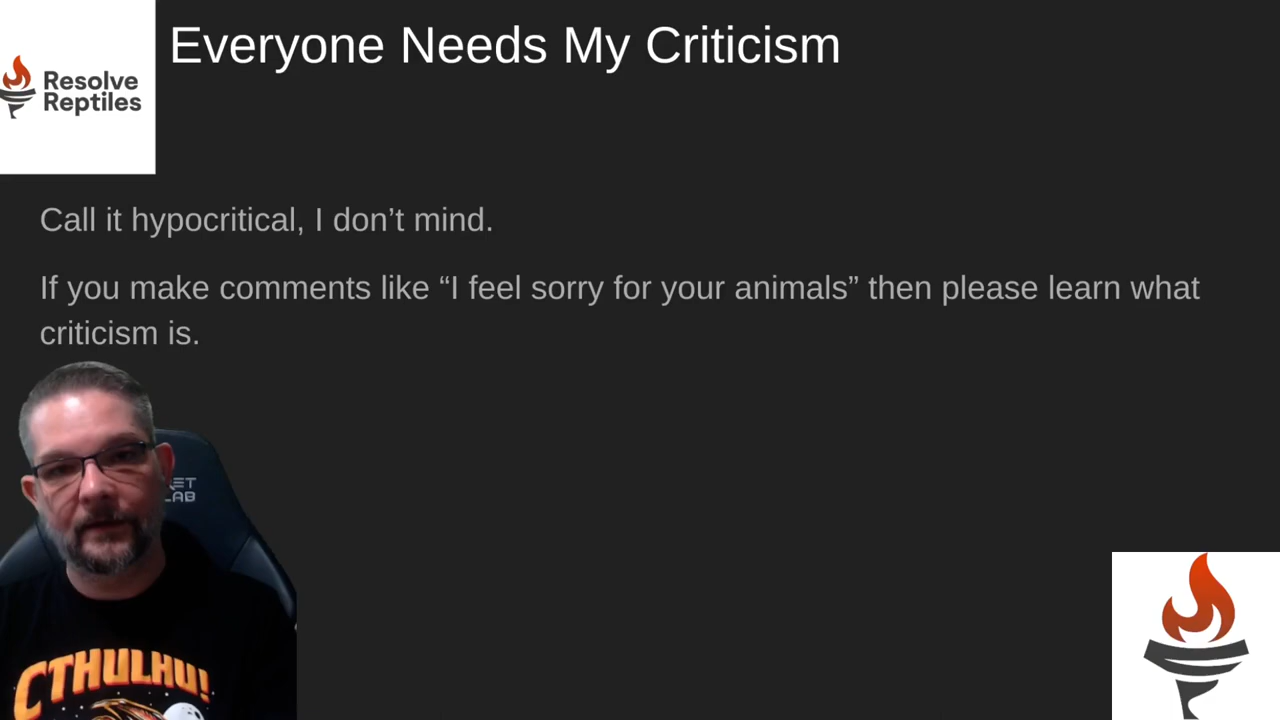 Everyone Needs My Criticism
Resolve
Reptiles
Call it hypocritical, I don’t mind.
If you make comments like “I feel sorry for your animals” then please learn what
criticism is.
CTHULHU!